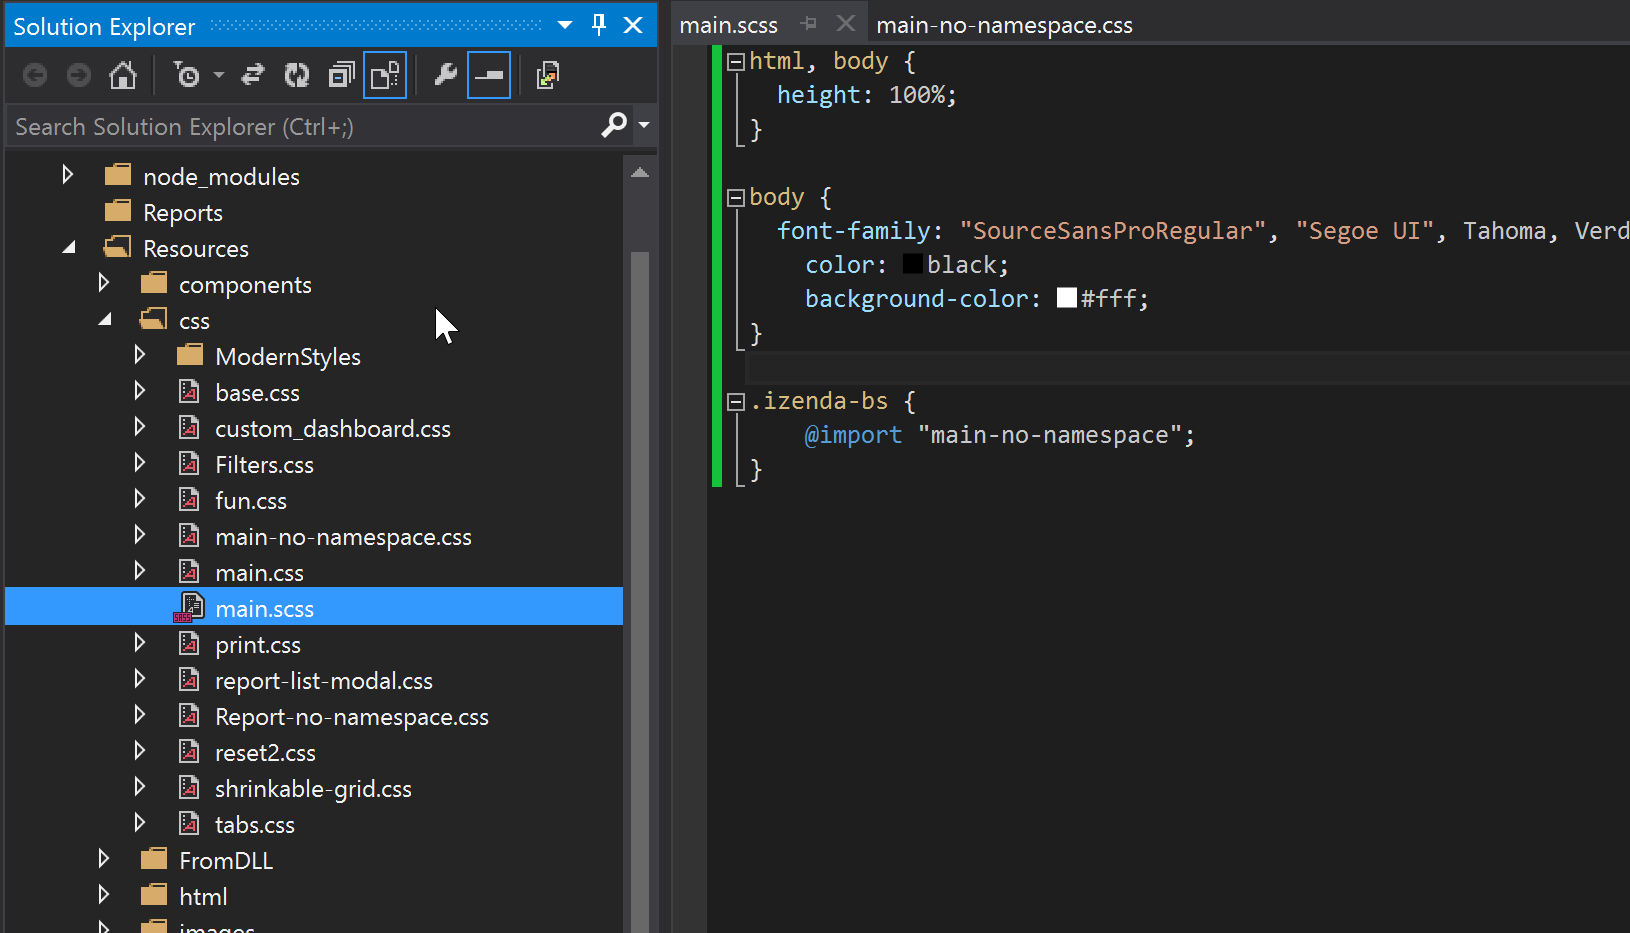 Solution Explorer
Search Solution Explorer (Ctrl+;)
node_modules
Reports
Resources
components
css
ModernStyles
base.css
custom_dashboard.css
Filters.css
fun.css
main-no-namespace.css
main.css
main.scss
print.css
report-list-modal.css
Report-no-namespace.css
reset2.css
shrinkable-grid.css
tabs.css
FromDLL
html
images
main.scss
main-no-namespace.css
html, body {
height: 100%;
}
body {
font-family: "SourceSansProRegular", "Segoe UI", Tahoma, Verd
color: black;
background-color: #fff;
}
.izenda-bs {
@import "main-no-namespace";
}